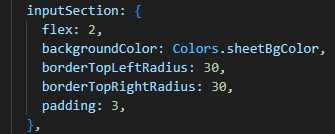 inputSection: {
flex: 2,
backgroundColor: Colors.sheetBgColor,
borderTopLeftRadius: 30,
borderTopRightRadius: 30,
padding: 3,
},